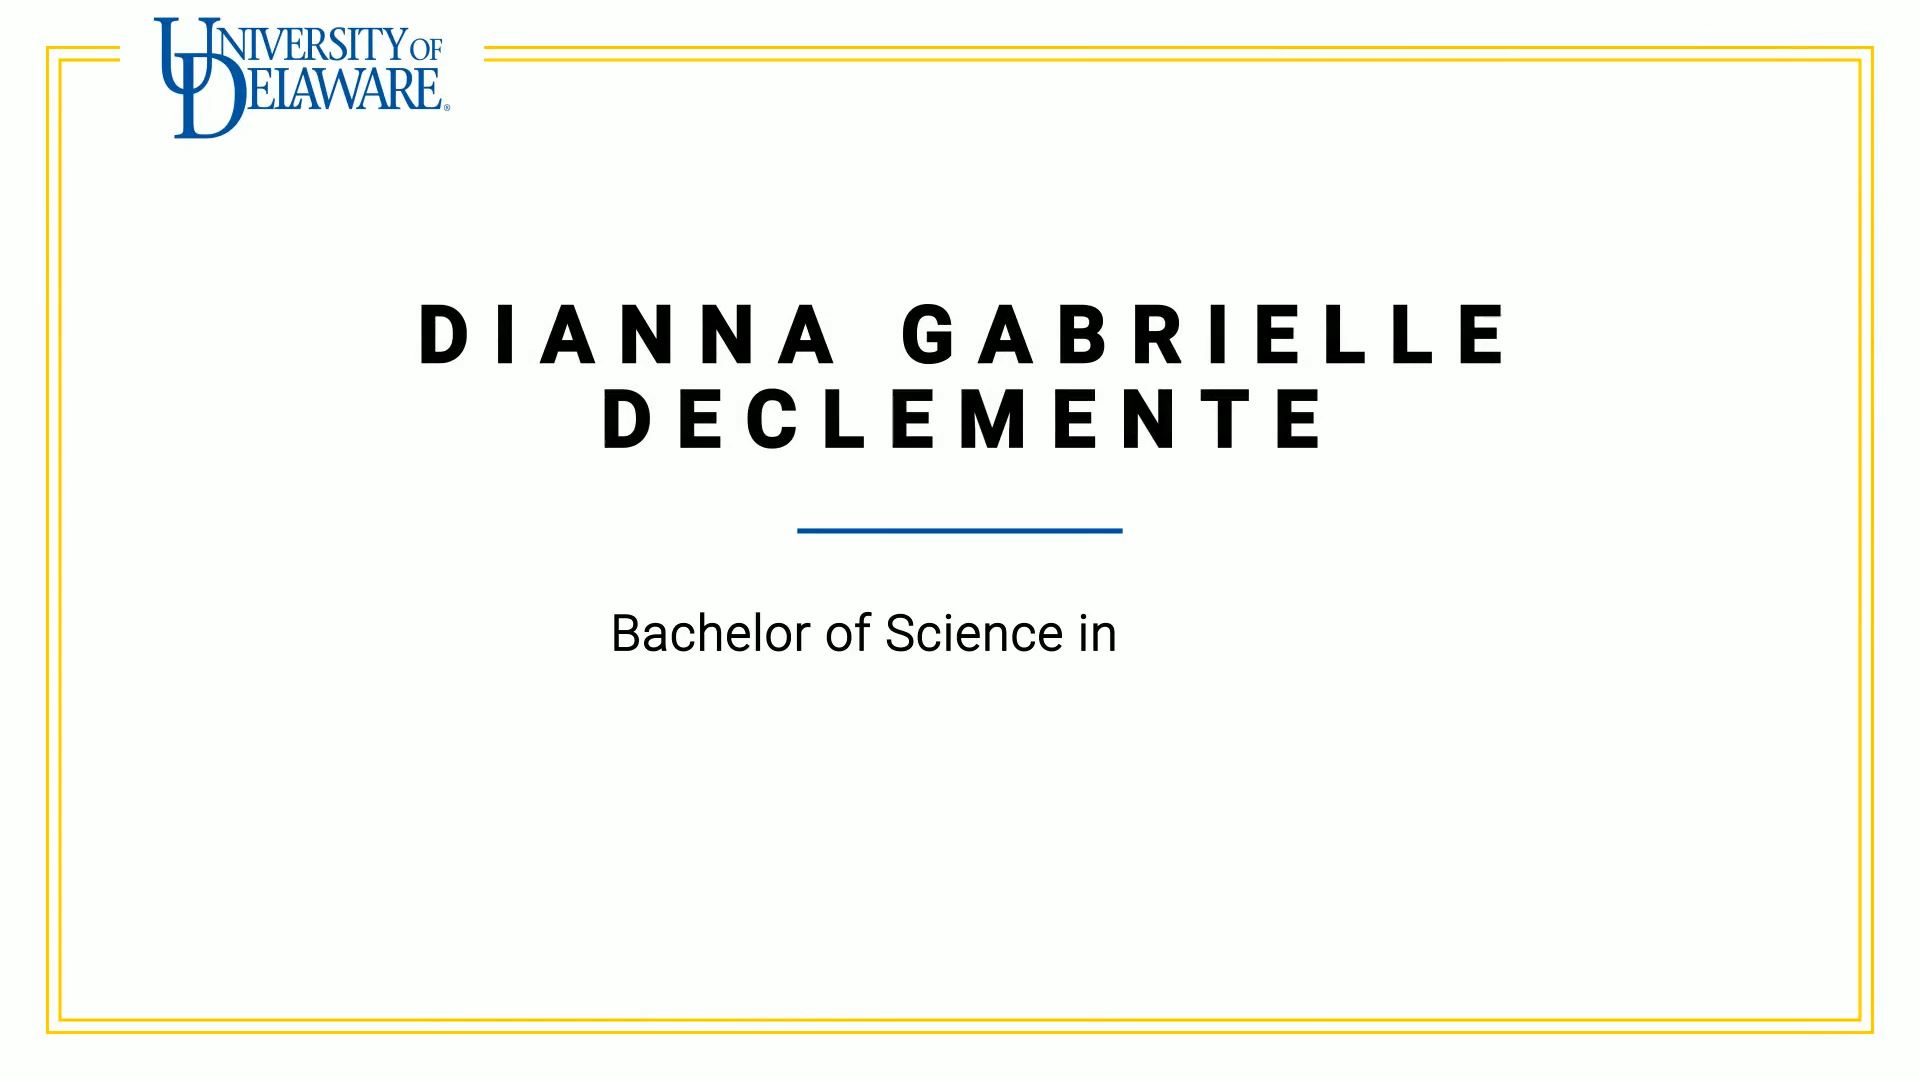 UNIVERSITY OF
DELAWARE®
DIANNA GABRIELLE
DECLEMENTE
Bachelor of Science in